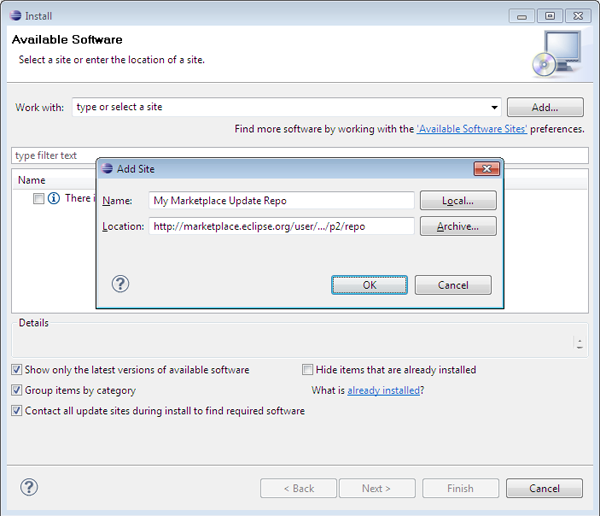 Install
Available Software
Select a site or enter the location of a site.
Work with: type or select a site Add...
Find more software by working with the 'Available Software Sites' preferences.
type filter text
Name
There i
Add Site
Name: My Marketplace Update Repo Local...
Location: http://marketplace.eclipse.org/user/.../p2/repo Archive...
? OK Cancel
Details
Show only the latest versions of available software Hide items that are already installed
Group items by category What is already installed?
Contact all update sites during install to find required software
? < Back Next > Finish Cancel